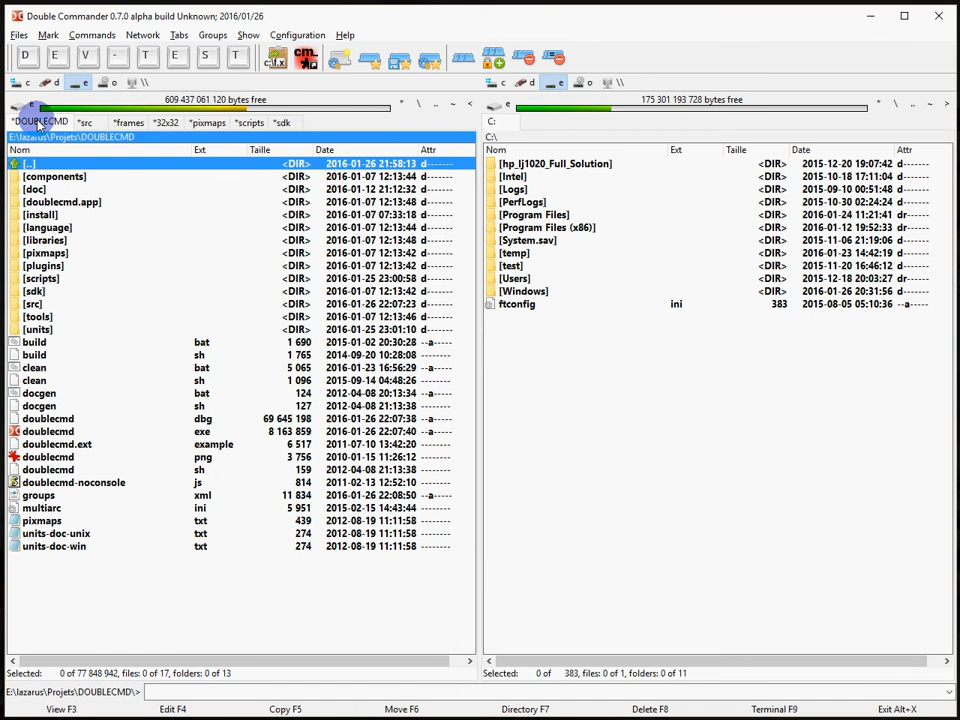 Double Commander 0.7.0 alpha build Unknown; 2016/01/26
Files Mark Commands Network Tabs Groups Show Configuration Help
D E V - T E S T c:\f.x cm_
c d e o \\ c d e o \\
e 609 437 061 120 bytes free * \ .. ~ < e 175 301 193 728 bytes free * \ .. ~ >
*DOUBLECMD *src *frames *32x32 *pixmaps *scripts *sdk C:
E:\lazarus\Projets\DOUBLECMD C:\
Nom Ext Taille Date Attr Nom Ext Taille Date Attr
[..] <DIR> 2016-01-26 21:58:13 d------- [hp_lj1020_Full_Solution] <DIR> 2015-12-20 19:07:42 d-------
[components] <DIR> 2016-01-07 12:13:44 d------- [Intel] <DIR> 2015-10-18 17:11:04 d-------
[doc] <DIR> 2016-01-12 21:12:32 d------- [Logs] <DIR> 2015-09-10 00:51:48 d-------
[doublecmd.app] <DIR> 2016-01-07 12:13:48 d------- [PerfLogs] <DIR> 2015-10-30 02:24:24 d-------
[install] <DIR> 2016-01-07 07:33:18 d------- [Program Files] <DIR> 2016-01-24 11:21:41 dr------
[language] <DIR> 2016-01-07 12:13:44 d------- [Program Files (x86)] <DIR> 2016-01-12 19:52:33 dr------
[libraries] <DIR> 2016-01-07 12:13:48 d------- [System.sav] <DIR> 2015-11-06 21:19:06 d-------
[pixmaps] <DIR> 2016-01-07 12:13:42 d------- [temp] <DIR> 2016-01-23 14:42:19 d-------
[plugins] <DIR> 2016-01-07 12:13:42 d------- [test] <DIR> 2015-11-20 16:46:12 d-------
[scripts] <DIR> 2016-01-25 23:00:58 d------- [Users] <DIR> 2015-12-18 20:03:27 dr------
[sdk] <DIR> 2016-01-07 12:13:42 d------- [Windows] <DIR> 2016-01-26 20:31:56 d-------
[src] <DIR> 2016-01-26 22:07:23 d------- ftconfig ini 383 2015-08-05 05:10:36 --a-----
[tools] <DIR> 2016-01-07 12:13:46 d-------
[units] <DIR> 2016-01-25 23:01:10 d-------
build bat 1 690 2015-01-02 20:30:28 --a-----
build sh 1 765 2014-09-20 10:28:08 --------
clean bat 5 065 2016-01-23 16:56:29 --a-----
clean sh 1 096 2015-09-14 04:48:26 --------
docgen bat 124 2012-04-08 20:13:34 --------
docgen sh 127 2012-04-08 21:13:38 --------
doublecmd dbg 69 645 198 2016-01-26 22:07:38 --a-----
doublecmd exe 8 163 859 2016-01-26 22:07:40 --a-----
doublecmd.ext example 6 517 2011-07-10 13:42:20 --------
doublecmd png 3 756 2010-01-15 11:26:12 --------
doublecmd sh 159 2012-04-08 21:13:38 --------
doublecmd-noconsole js 814 2011-02-13 12:52:10 --------
groups xml 11 834 2016-01-26 22:08:50 --a-----
multiarc ini 5 951 2015-02-15 14:43:44 --------
pixmaps txt 439 2012-08-19 11:11:58 --------
units-doc-unix txt 274 2012-08-19 11:11:58 --------
units-doc-win txt 274 2012-08-19 11:11:58 --------
Selected: 0 of 77 848 942, files: 0 of 17, folders: 0 of 13 Selected: 0 of 383, files: 0 of 1, folders: 0 of 11
E:\lazarus\Projets\DOUBLECMD\>
View F3 Edit F4 Copy F5 Move F6 Directory F7 Delete F8 Terminal F9 Exit Alt+X